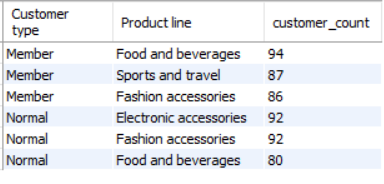 Customer type Product line customer_count
Member Food and beverages 94
Member Sports and travel 87
Member Fashion accessories 86
Normal Electronic accessories 92
Normal Fashion accessories 92
Normal Food and beverages 80